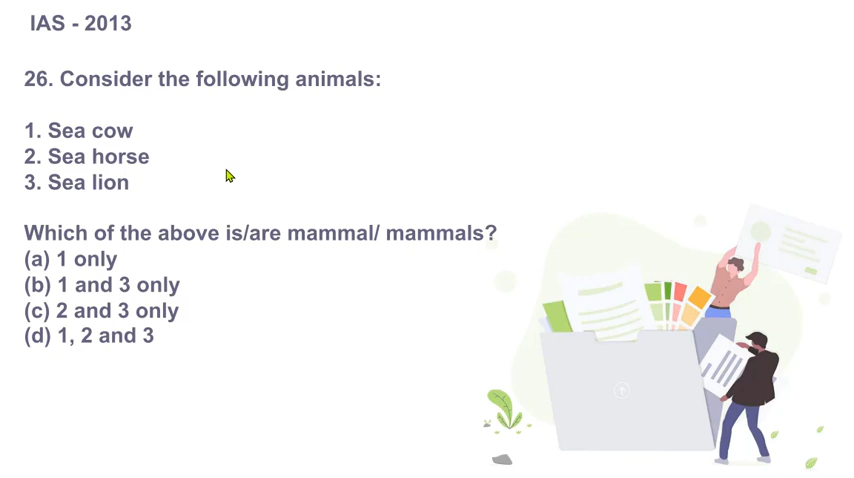 IAS - 2013
26. Consider the following animals:
1. Sea cow
2. Sea horse
3. Sea lion
Which of the above is/are mammal/ mammals?
(a) 1 only
(b) 1 and 3 only
(c) 2 and 3 only
(d) 1, 2 and 3